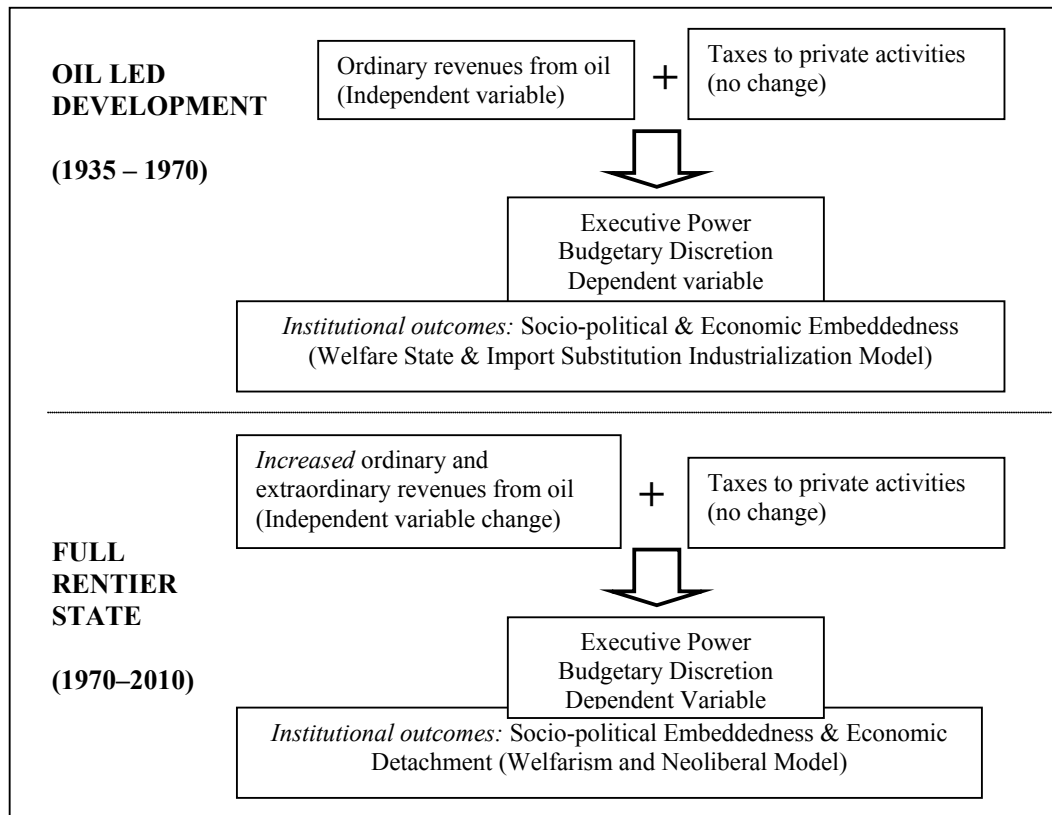 OIL LED
DEVELOPMENT
(1935 – 1970)
Ordinary revenues from oil
(Independent variable)
+
Taxes to private activities
(no change)
Executive Power
Budgetary Discretion
Dependent variable
Institutional outcomes: Socio-political & Economic Embeddedness
(Welfare State & Import Substitution Industrialization Model)
FULL
RENTIER
STATE
(1970–2010)
Increased ordinary and
extraordinary revenues from oil
(Independent variable change)
+
Taxes to private activities
(no change)
Executive Power
Budgetary Discretion
Dependent Variable
Institutional outcomes: Socio-political Embeddedness & Economic
Detachment (Welfarism and Neoliberal Model)